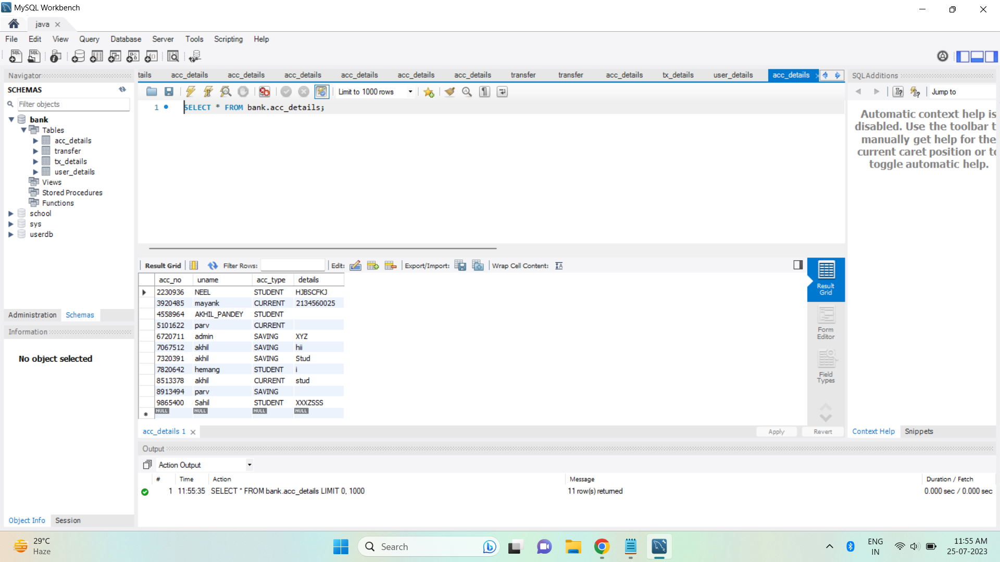 MySQL Workbench
java
File Edit View Query Database Server Tools Scripting Help
Navigator
SCHEMAS
Filter objects
bank
Tables
acc_details
transfer
tx_details
user_details
Views
Stored Procedures
Functions
school
sys
userdb
Administration Schemas
Information
No object selected
Object Info Session
tails acc_details acc_details acc_details acc_details acc_details acc_details transfer transfer acc_details tx_details user_details acc_details
Limit to 1000 rows
1 SELECT * FROM bank.acc_details;
Result Grid Filter Rows: Edit: Export/Import: Wrap Cell Content:
acc_no uname acc_type details
2230936 NEEL STUDENT HJBSCFKJ
3920485 mayank CURRENT 2134560025
4558964 AKHIL_PANDEY STUDENT
5101622 parv CURRENT
6720711 admin SAVING XYZ
7067512 akhil SAVING hii
7320391 akhil SAVING Stud
7820642 hemang STUDENT i
8513378 akhil CURRENT stud
8913494 parv SAVING
9865400 Sahil STUDENT XXXZSSS
NULL NULL NULL NULL
Result
Grid
Form
Editor
Field
Types
acc_details 1
Apply Revert
SQLAdditions
Jump to
Automatic context help is
disabled. Use the toolbar t
manually get help for the
current caret position or to
toggle automatic help.
Context Help Snippets
Output
Action Output
# Time Action Message Duration / Fetch
1 11:55:35 SELECT * FROM bank.acc_details LIMIT 0, 1000 11 row(s) returned 0.000 sec / 0.000 sec
29°C
Haze
Search
ENG
IN
11:55 AM
25-07-2023